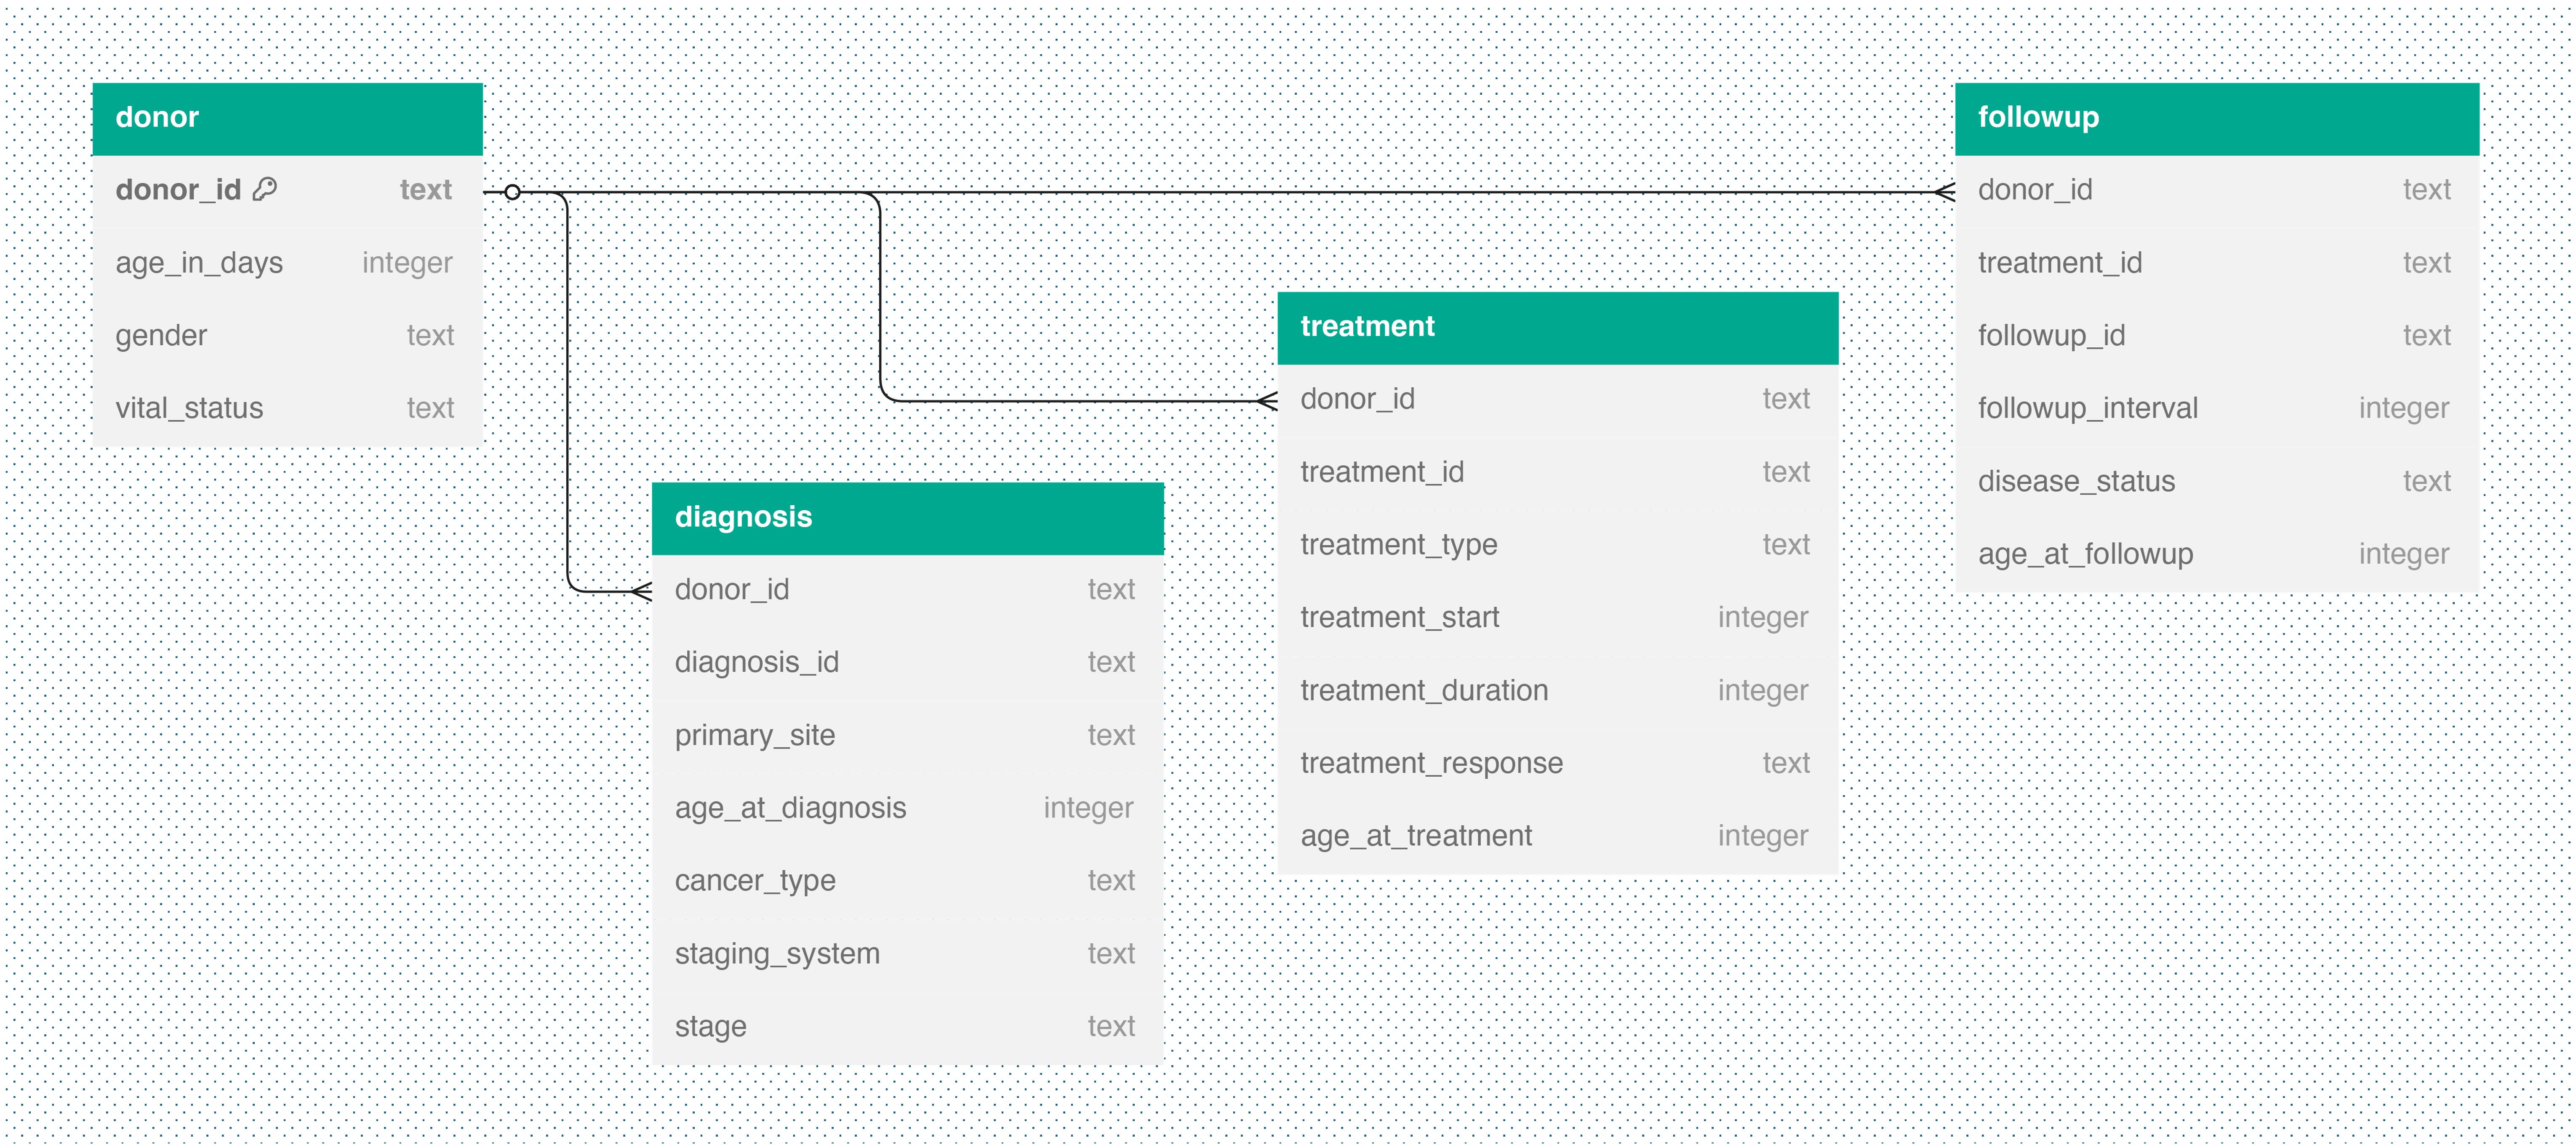 donor
donor_id text
age_in_days integer
gender text
vital_status text
diagnosis
donor_id text
diagnosis_id text
primary_site text
age_at_diagnosis integer
cancer_type text
staging_system text
stage text
treatment
donor_id text
treatment_id text
treatment_type text
treatment_start integer
treatment_duration integer
treatment_response text
age_at_treatment integer
followup
donor_id text
treatment_id text
followup_id text
followup_interval integer
disease_status text
age_at_followup integer